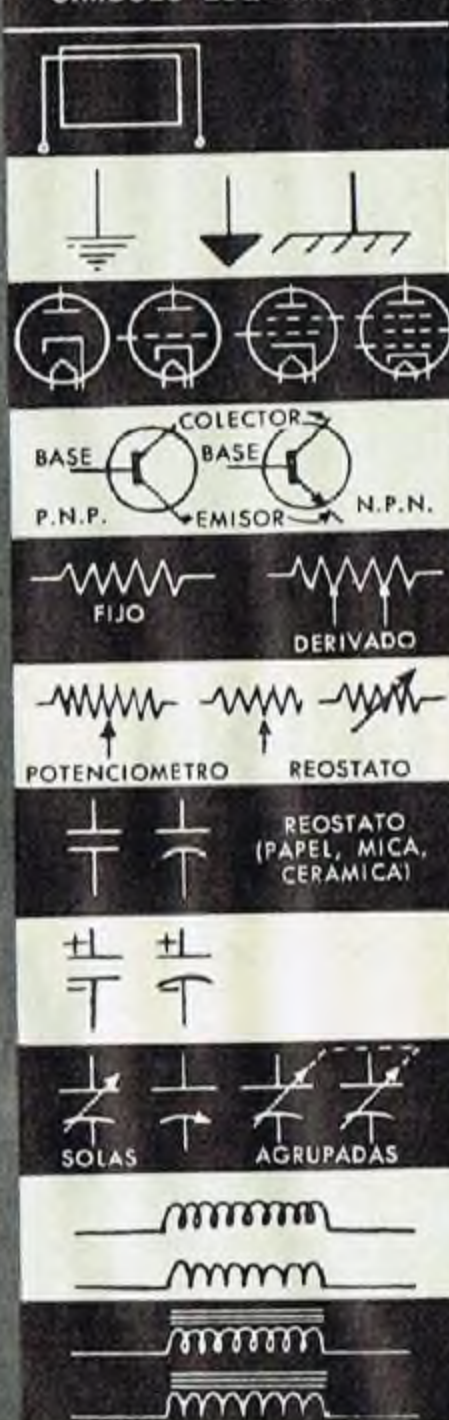 COLECTOR
BASE BASE
P.N.P. EMISOR N.P.N.
FIJO
DERIVADO
POTENCIOMETRO REOSTATO
REOSTATO
(PAPEL, MICA,
CERAMICA)
+ +
SOLAS AGRUPADAS